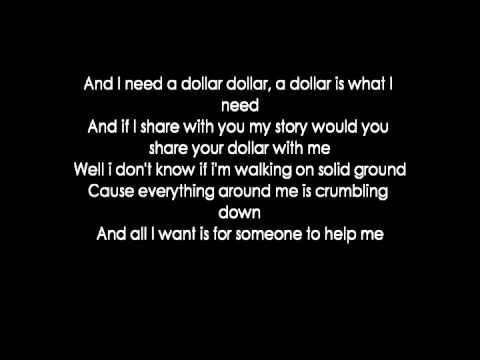 And I need a dollar dollar, a dollar is what I
need
And if I share with you my story would you
share your dollar with me
Well i don't know if i'm walking on solid ground
Cause everything around me is crumbling
down
And all I want is for someone to help me